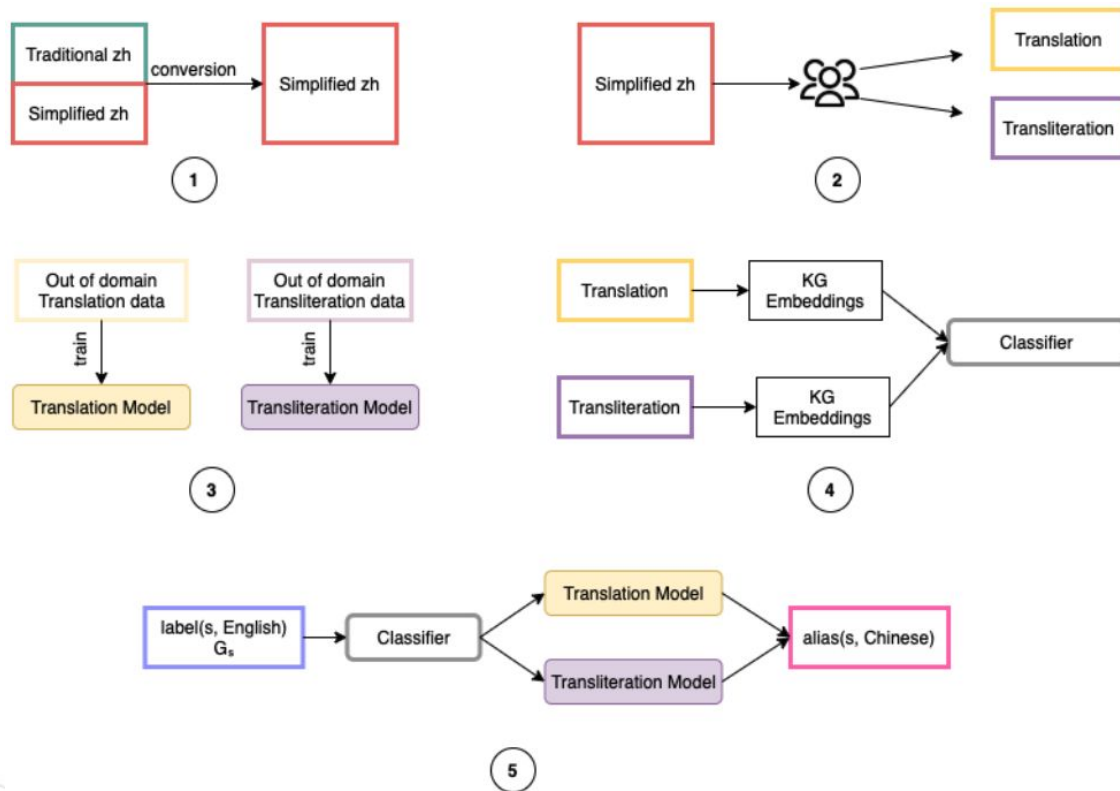 Traditional zh
Simplified zh
conversion
Simplified zh
1
Simplified zh
Translation
Transliteration
2
Out of domain
Translation data
train
Translation Model
Out of domain
Transliteration data
train
Transliteration Model
3
Translation
KG
Embeddings
Transliteration
KG
Embeddings
Classifier
4
label(s, English)
Gₛ
Classifier
Translation Model
Transliteration Model
alias(s, Chinese)
5